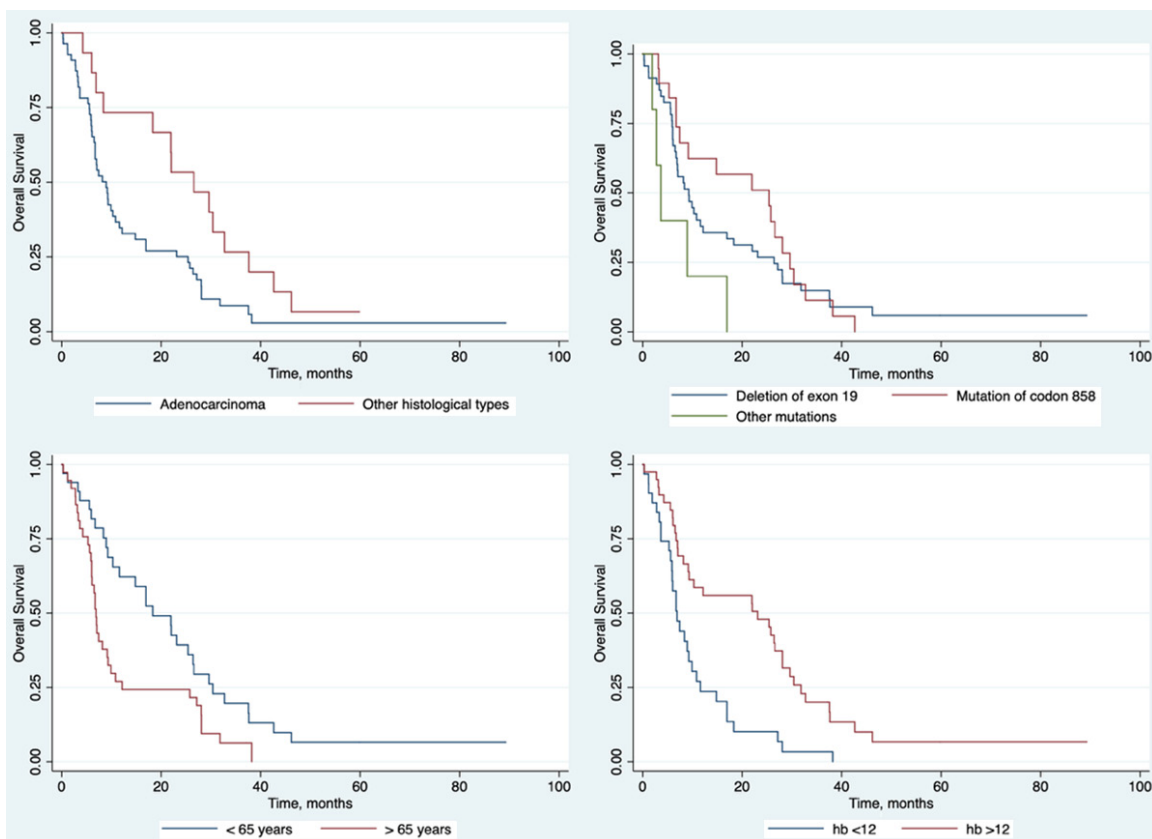 Overall Survival
1.00
0.75
0.50
0.25
0.00
0 20 40 60 80 100
Time, months
Adenocarcinoma Other histological types
Overall Survival
1.00
0.75
0.50
0.25
0.00
0 20 40 60 80 100
Time, months
Deletion of exon 19 Mutation of codon 858
Other mutations
Overall Survival
1.00
0.75
0.50
0.25
0.00
0 20 40 60 80 100
Time, months
< 65 years > 65 years
Overall Survival
1.00
0.75
0.50
0.25
0.00
0 20 40 60 80 100
Time, months
hb <12 hb >12